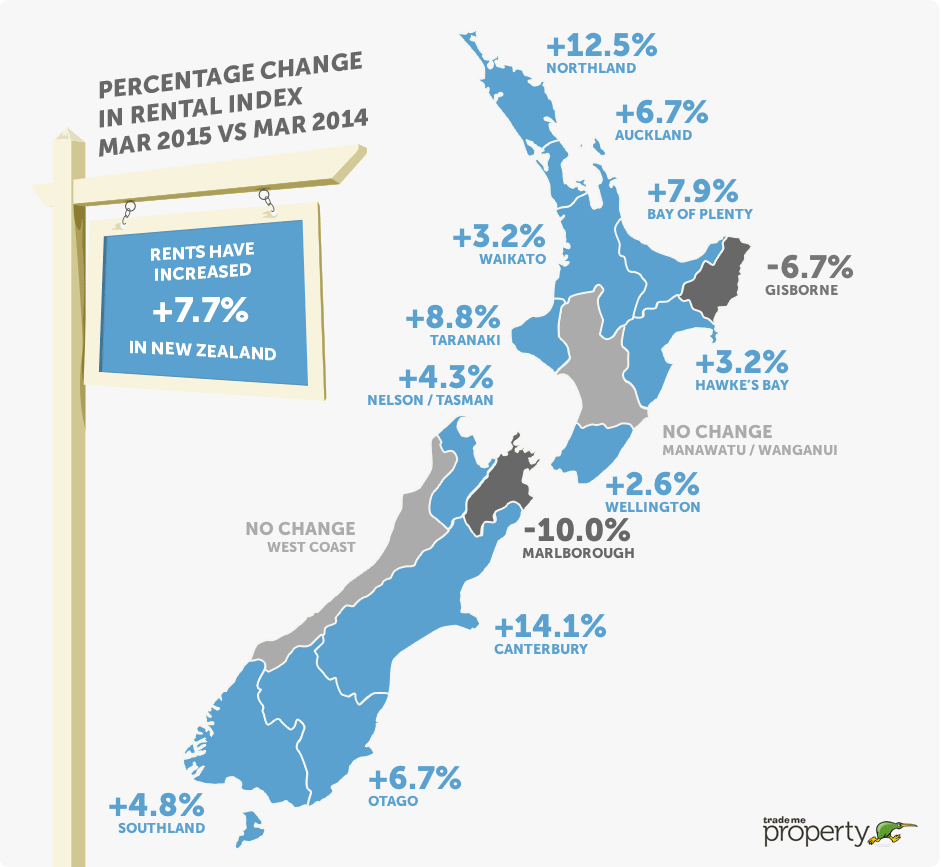 PERCENTAGE CHANGE
IN RENTAL INDEX
MAR 2015 VS MAR 2014
RENTS HAVE
INCREASED
+7.7%
IN NEW ZEALAND
+12.5%
NORTHLAND
+6.7%
AUCKLAND
+7.9%
BAY OF PLENTY
+3.2%
WAIKATO
-6.7%
GISBORNE
+8.8%
TARANAKI
+3.2%
HAWKE'S BAY
+4.3%
NELSON / TASMAN
NO CHANGE
MANAWATU / WANGANUI
+2.6%
WELLINGTON
NO CHANGE
WEST COAST
-10.0%
MARLBOROUGH
+14.1%
CANTERBURY
+6.7%
OTAGO
+4.8%
SOUTHLAND
trade me
property